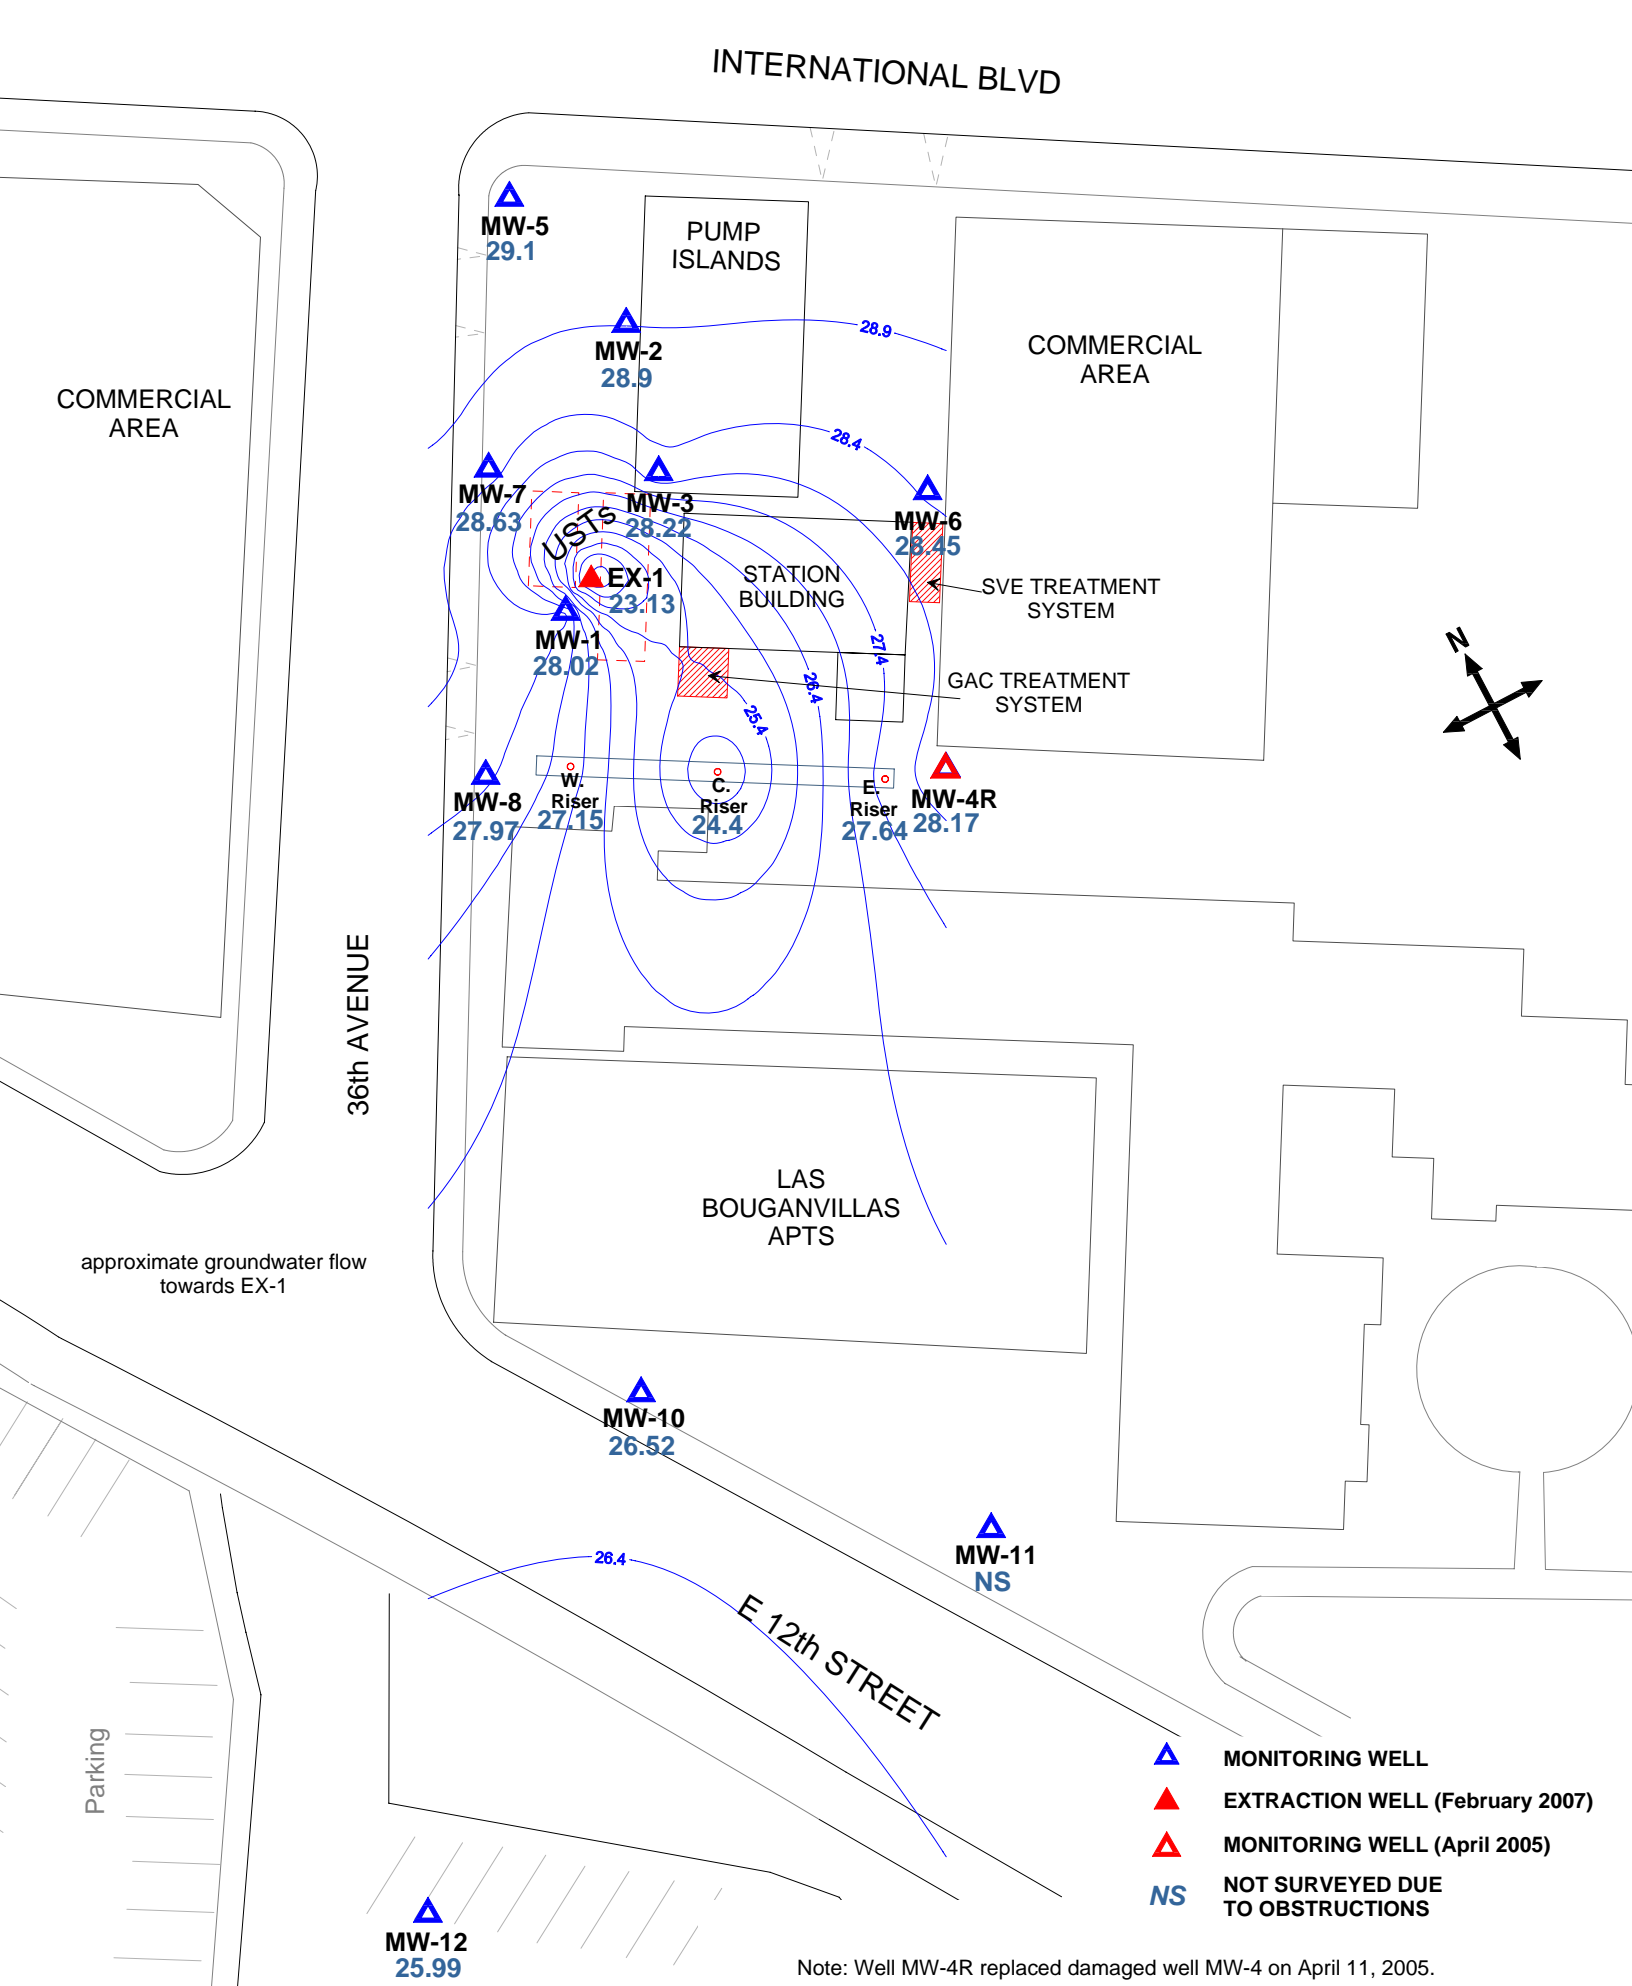 INTERNATIONAL BLVD
MW-5
29.1
PUMP
ISLANDS
28.9
MW-2
28.9
COMMERCIAL
AREA
COMMERCIAL
AREA
28.4
MW-7
28.63
MW-3
28.22
USTs
MW-6
28.45
EX-1
23.13
STATION
BUILDING
SVE TREATMENT
SYSTEM
MW-1
28.02
27.4
26.4
25.4
GAC TREATMENT
SYSTEM
N
MW-8
27.97
W.
Riser
27.15
C.
Riser
24.4
E.
Riser
27.64
MW-4R
28.17
36th AVENUE
LAS
BOUGANVILLAS
APTS
approximate groundwater flow
towards EX-1
MW-10
26.52
MW-11
NS
26.4
E 12th STREET
Parking
MW-12
25.99
MONITORING WELL
EXTRACTION WELL (February 2007)
MONITORING WELL (April 2005)
NS
NOT SURVEYED DUE
TO OBSTRUCTIONS
Note: Well MW-4R replaced damaged well MW-4 on April 11, 2005.